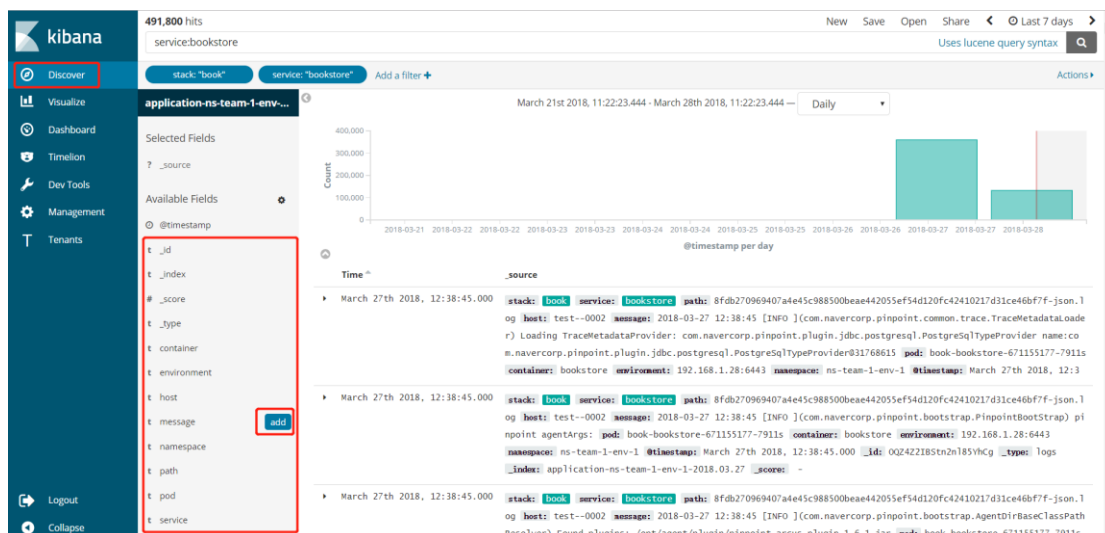 kibana
Discover
Visualize
Dashboard
Timelion
Dev Tools
Management
Tenants
Logout
Collapse
491,800 hits
New Save Open Share Last 7 days
service:bookstore
Uses lucene query syntax
stack: "book" service: "bookstore" Add a filter
Actions
application-ns-team-1-env-...
Selected Fields
? _source
Available Fields
@timestamp
t _id
t _index
# _score
t _type
t container
t environment
t host
t message add
t namespace
t path
t pod
t service
March 21st 2018, 11:22:23.444 - March 28th 2018, 11:22:23.444 — Daily
Count
400,000
300,000
200,000
100,000
0
2018-03-21 2018-03-22 2018-03-22 2018-03-23 2018-03-23 2018-03-24 2018-03-24 2018-03-25 2018-03-25 2018-03-26 2018-03-26 2018-03-27 2018-03-27 2018-03-28
@timestamp per day
Time _source
March 27th 2018, 12:38:45.000 stack: book service: bookstore path: 8fdb270969407a4e45c988500beae442055ef54d120fc42410217d31ce46bf7f-json.l
og host: test--0002 message: 2018-03-27 12:38:45 [INFO ](com.navercorp.pinpoint.common.trace.TraceMetadataLoade
r) Loading TraceMetadataProvider: com.navercorp.pinpoint.plugin.jdbc.postgresql.PostgreSqlTypeProvider name:co
m.navercorp.pinpoint.plugin.jdbc.postgresql.PostgreSqlTypeProvider@31768615 pod: book-bookstore-671155177-7911s
container: bookstore environment: 192.168.1.28:6443 namespace: ns-team-1-env-1 @timestamp: March 27th 2018, 12:3
March 27th 2018, 12:38:45.000 stack: book service: bookstore path: 8fdb270969407a4e45c988500beae442055ef54d120fc42410217d31ce46bf7f-json.l
og host: test--0002 message: 2018-03-27 12:38:45 [INFO ](com.navercorp.pinpoint.bootstrap.PinpointBootStrap) pi
npoint agentArgs: pod: book-bookstore-671155177-7911s container: bookstore environment: 192.168.1.28:6443
namespace: ns-team-1-env-1 @timestamp: March 27th 2018, 12:38:45.000 _id: OQZ4Z2IBStn2nl85YhCg _type: logs
_index: application-ns-team-1-env-1-2018.03.27 _score: -
March 27th 2018, 12:38:45.000 stack: book service: bookstore path: 8fdb270969407a4e45c988500beae442055ef54d120fc42410217d31ce46bf7f-json.l
og host: test--0002 message: 2018-03-27 12:38:45 [INFO ](com.navercorp.pinpoint.bootstrap.AgentDirBaseClassPath